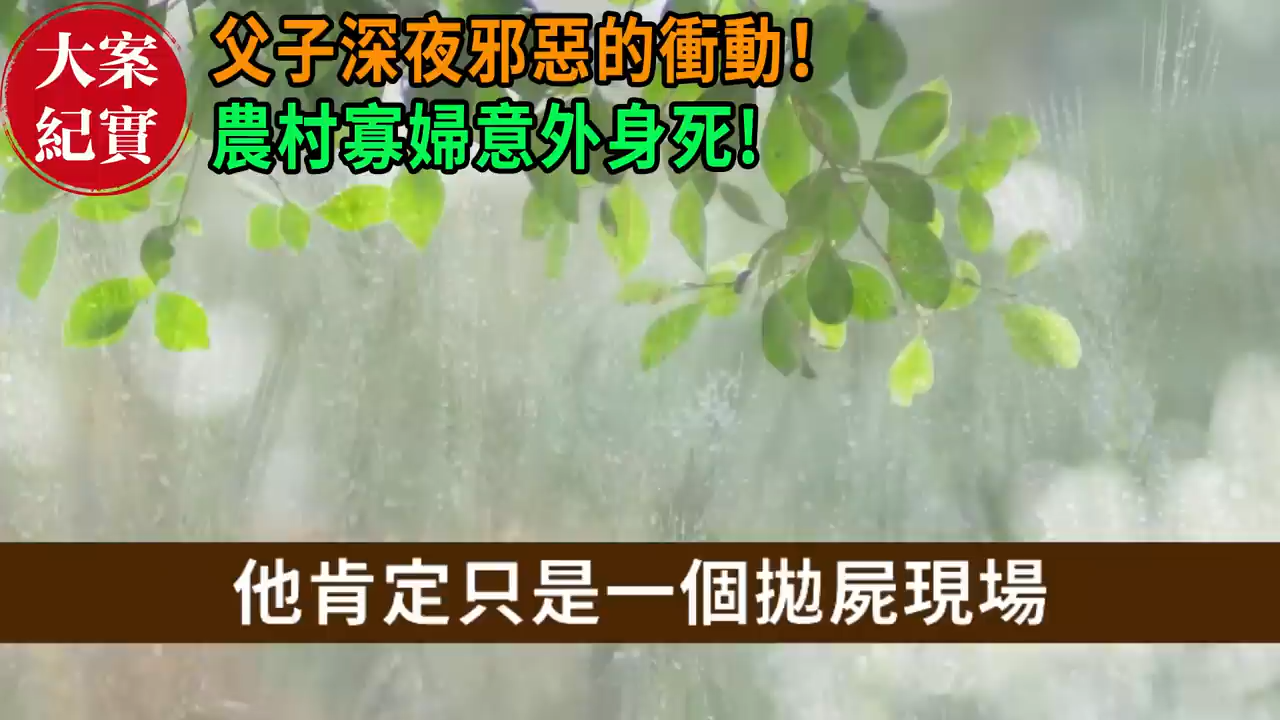 大案
紀實
父子深夜邪惡的衝動！
農村寡婦意外身死！
他肯定只是一個拋屍現場